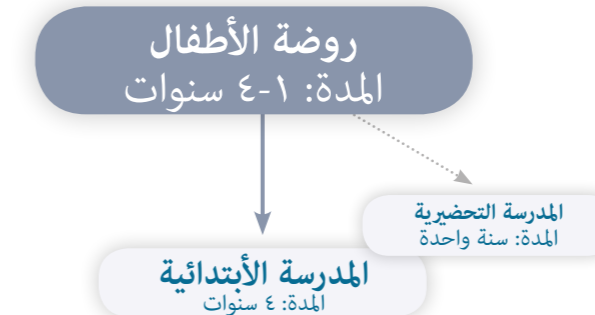 روضة الأطفال
المدة: ١-٤ سنوات
المدرسة التحضيرية
المدة: سنة واحدة
المدرسة الأبتدائية
المدة: ٤ سنوات